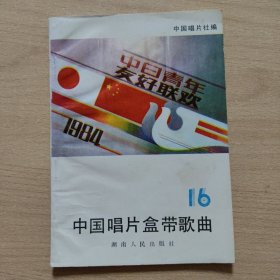 中国唱片社编
中日青年
友好联欢
1984
16
中国唱片盒带歌曲
湖南人民出版社